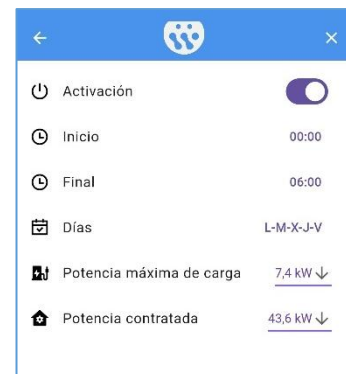 Activación
Inicio 00:00
Final 06:00
Días L-M-X-J-V
Potencia máxima de carga 7,4 kW
Potencia contratada 43,6 kW